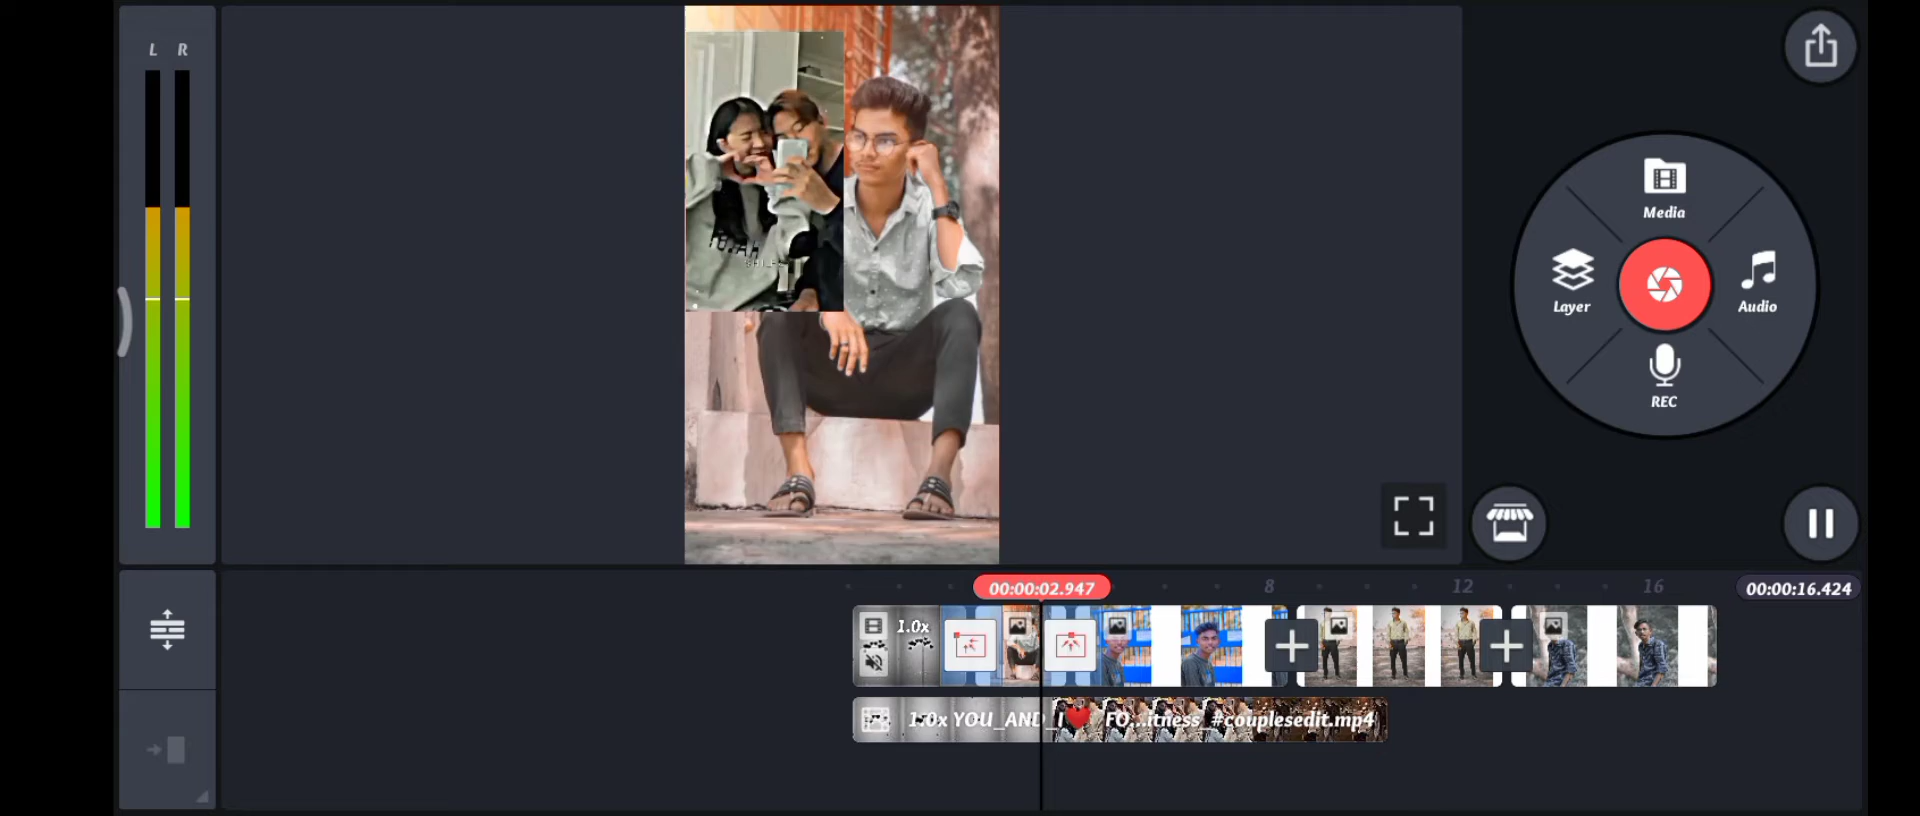 L R
Media
Layer
Audio
REC
00:00:02.947
8
12
16
00:00:16.424
1.0x
1.0x YOU_AND_I❤️ FO...itness_#couplesedit.mp4